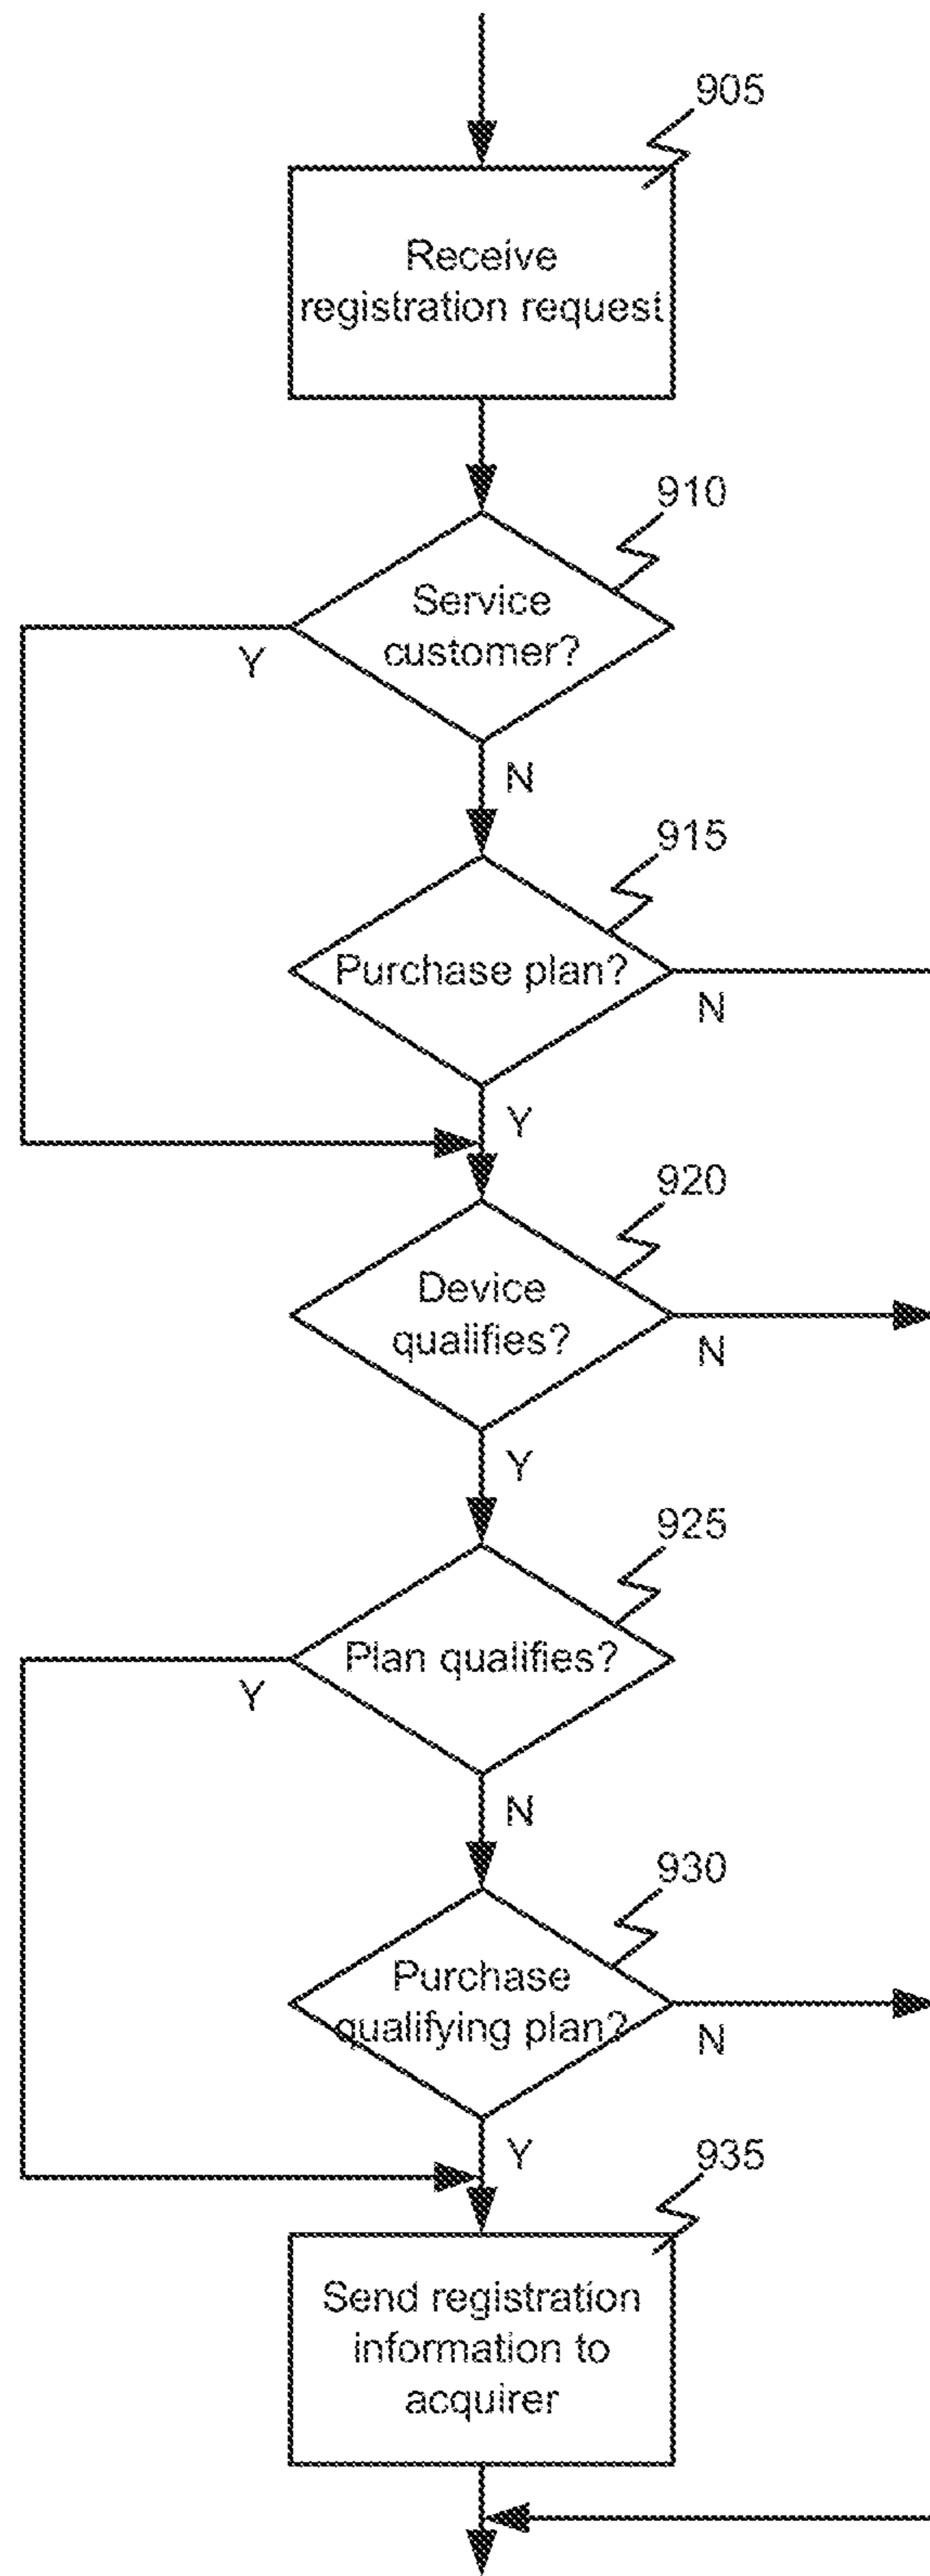 905
Receive
registration request
910
Service
customer?
Y
N
915
Purchase plan?
N
Y
920
Device
qualifies?
N
Y
925
Plan qualifies?
Y
N
930
Purchase
qualifying plan?
N
Y
935
Send registration
information to
acquirer